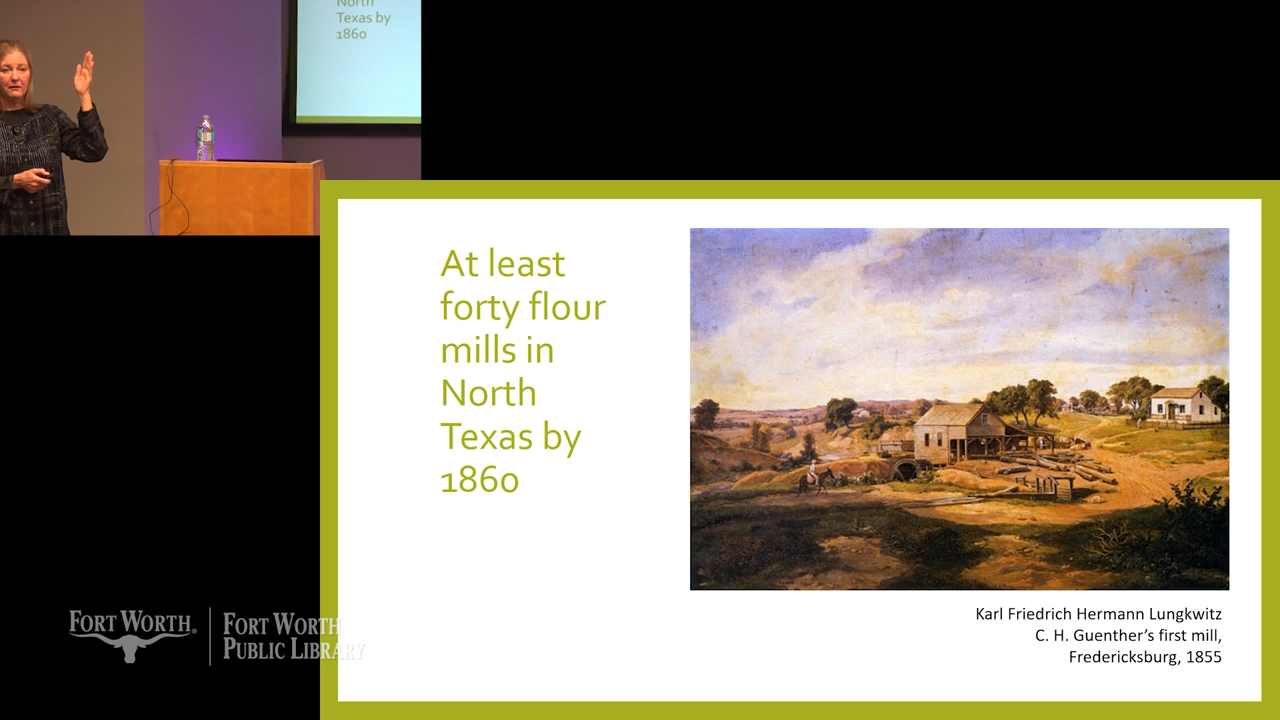 North
Texas by
1860
At least
forty flour
mills in
North
Texas by
1860
Karl Friedrich Hermann Lungkwitz
C. H. Guenther's first mill,
Fredericksburg, 1855
FORT WORTH®
FORT WORTH
PUBLIC LIBRARY